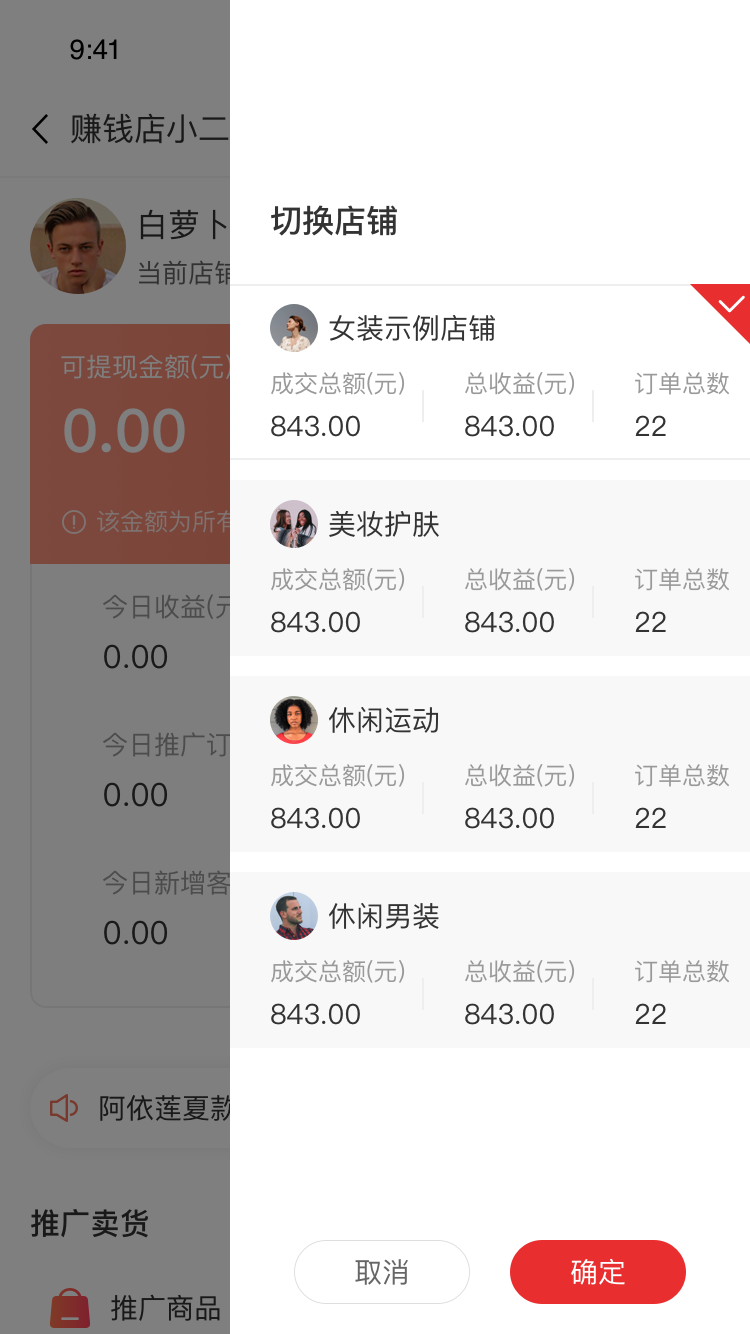 9:41
赚钱店小二
白萝卜
当前店铺
可提现金额(元)
0.00
该金额为所有
今日收益(元
0.00
今日推广订
0.00
今日新增客
0.00
阿依莲夏款
推广卖货
推广商品
切换店铺
女装示例店铺
成交总额(元) 总收益(元) 订单总数
843.00 843.00 22
美妆护肤
成交总额(元) 总收益(元) 订单总数
843.00 843.00 22
休闲运动
成交总额(元) 总收益(元) 订单总数
843.00 843.00 22
休闲男装
成交总额(元) 总收益(元) 订单总数
843.00 843.00 22
取消 确定